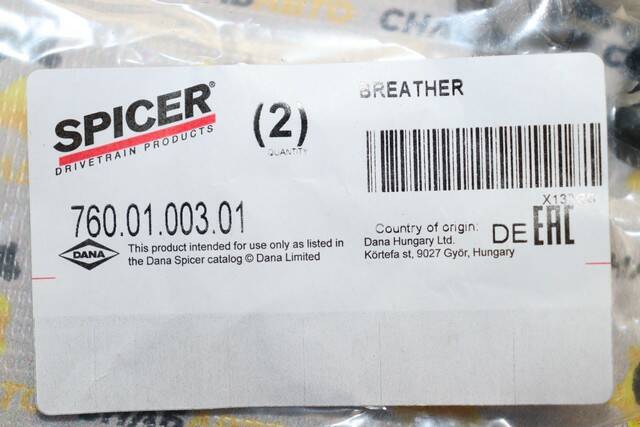 SPICER®
DRIVETRAIN PRODUCTS
(2)
QUANTITY
BREATHER
760.01.003.01
DANA
This product intended for use only as listed in
the Dana Spicer catalog © Dana Limited
Country of origin: DE
Dana Hungary Ltd.
Körtefa st, 9027 Győr, Hungary
EAC